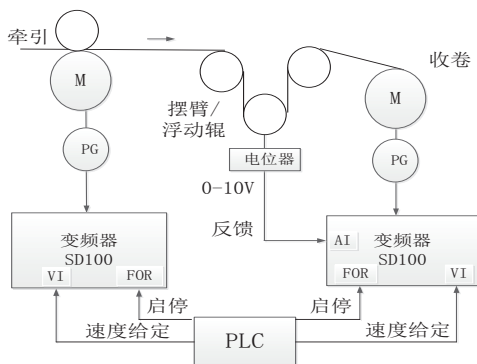 牵引
收卷
M
M
摆臂/
浮动辊
PG
PG
电位器
0-10V
反馈
变频器
SD100
VI
FOR
AI
变频器
SD100
FOR
VI
启停
启停
速度给定
速度给定
PLC